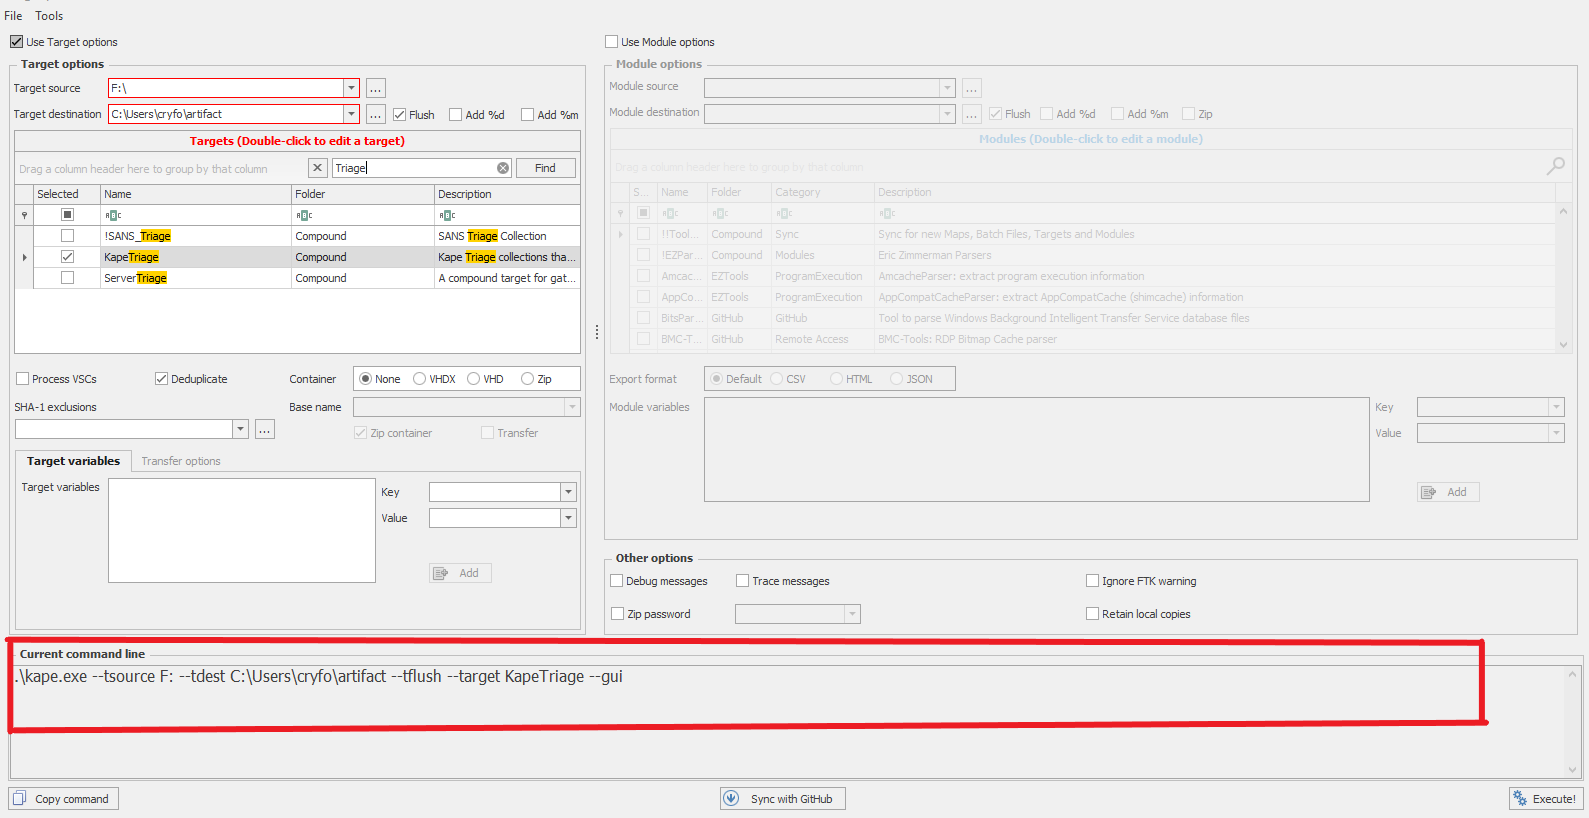 File Tools
Use Target options
Target options
Target source F:\ ...
Target destination C:\Users\cryfo\artifact ... Flush Add %d Add %m
Targets (Double-click to edit a target)
Drag a column header here to group by that column Triage Find
Selected Name Folder Description
!SANS_Triage Compound SANS Triage Collection
KapeTriage Compound Kape Triage collections tha...
ServerTriage Compound A compound target for gat...
Process VSCs Deduplicate Container None VHDX VHD Zip
SHA-1 exclusions Base name
... Zip container Transfer
Target variables Transfer options
Target variables Key
Value
Add
Use Module options
Module options
Module source ...
Module destination ... Flush Add %d Add %m Zip
Modules (Double-click to edit a module)
Drag a column header here to group by that column
S... Name Folder Category Description
!!Tool... Compound Sync Sync for new Maps, Batch Files, Targets and Modules
!EZPar... Compound Modules Eric Zimmerman Parsers
Amcac... EZTools ProgramExecution AmcacheParser: extract program execution information
AppCo... EZTools ProgramExecution AppCompatCacheParser: extract AppCompatCache (shimcache) information
BitsPar... GitHub GitHub Tool to parse Windows Background Intelligent Transfer Service database files
BMC-T... GitHub Remote Access BMC-Tools: RDP Bitmap Cache parser
Export format Default CSV HTML JSON
Module variables Key
Value
Add
Other options
Debug messages Trace messages Ignore FTK warning
Zip password Retain local copies
Current command line
.\kape.exe --tsource F: --tdest C:\Users\cryfo\artifact --tflush --target KapeTriage --gui
Copy command Sync with GitHub Execute!